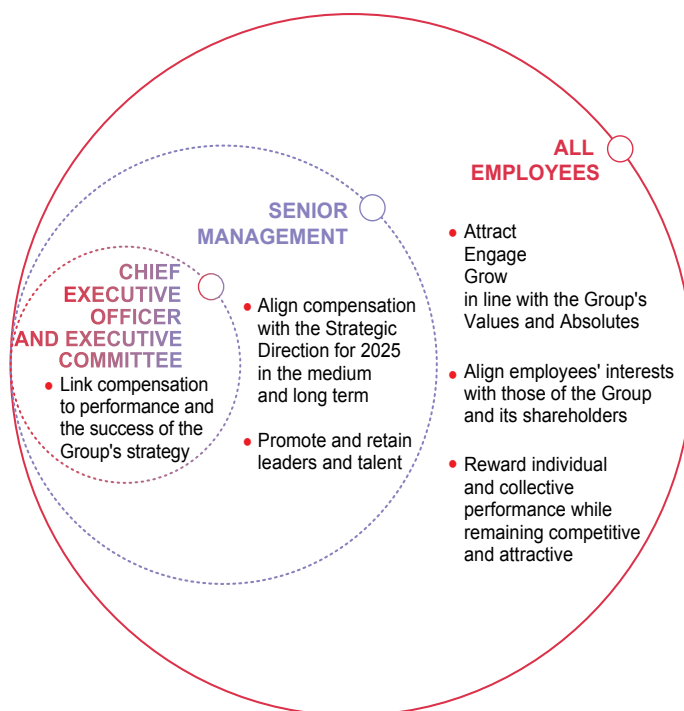 ALL
EMPLOYEES
• Attract
Engage
Grow
in line with the Group's
Values and Absolutes
• Align employees' interests
with those of the Group
and its shareholders
• Reward individual
and collective
performance while
remaining competitive
and attractive
SENIOR
MANAGEMENT
• Align compensation
with the Strategic
Direction for 2025
in the medium
and long term
• Promote and retain
leaders and talent
CHIEF
EXECUTIVE
OFFICER
AND EXECUTIVE
COMMITTEE
• Link compensation
to performance and
the success of the
Group's strategy